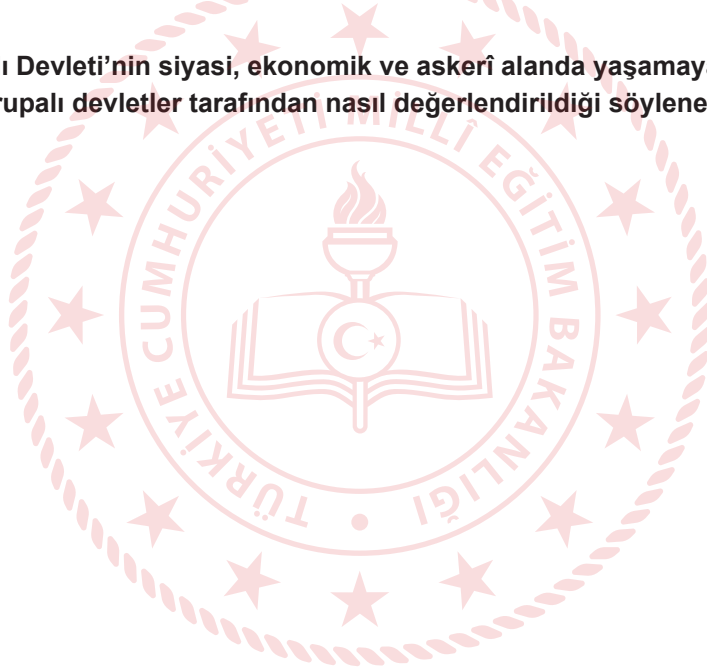 ı Devleti’nin siyasi, ekonomik ve askerî alanda yaşamaya
rupalı devletler tarafından nasıl değerlendirildiği söylene
TÜRKİYE CUMHURİYETİ MİLLÎ EĞİTİM BAKANLIĞI